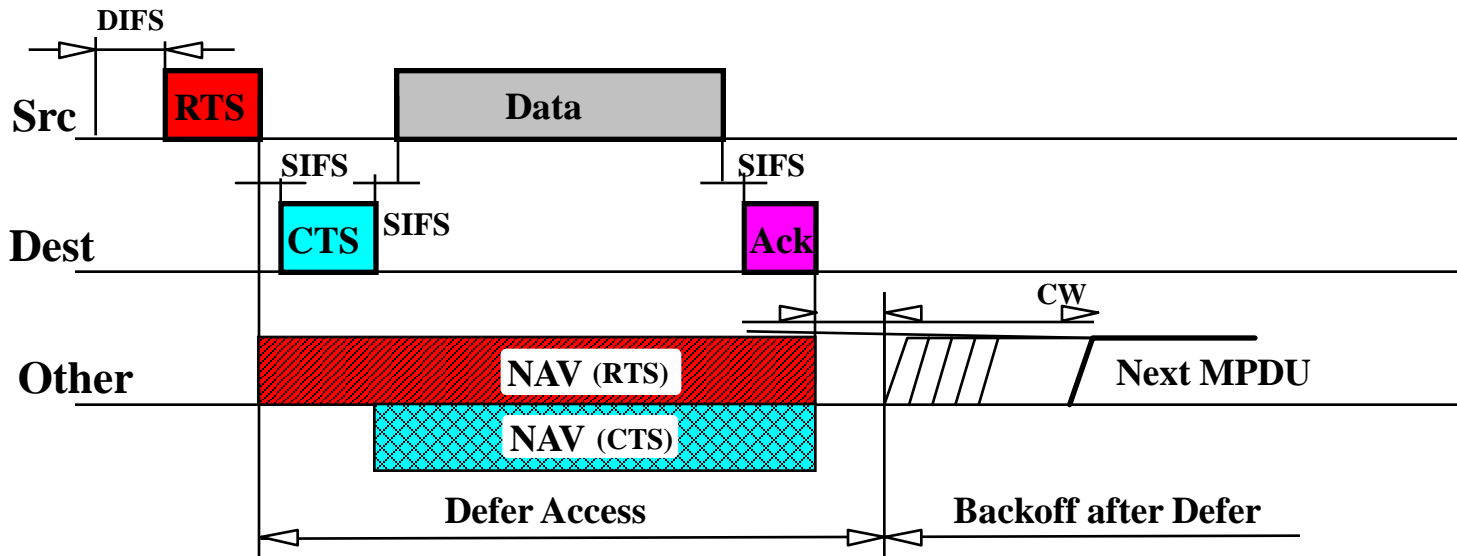 DIFS
Src
RTS
Data
SIFS
SIFS
Dest
CTS
SIFS
Ack
CW
Other
NAV (RTS)
Next MPDU
NAV (CTS)
Defer Access
Backoff after Defer